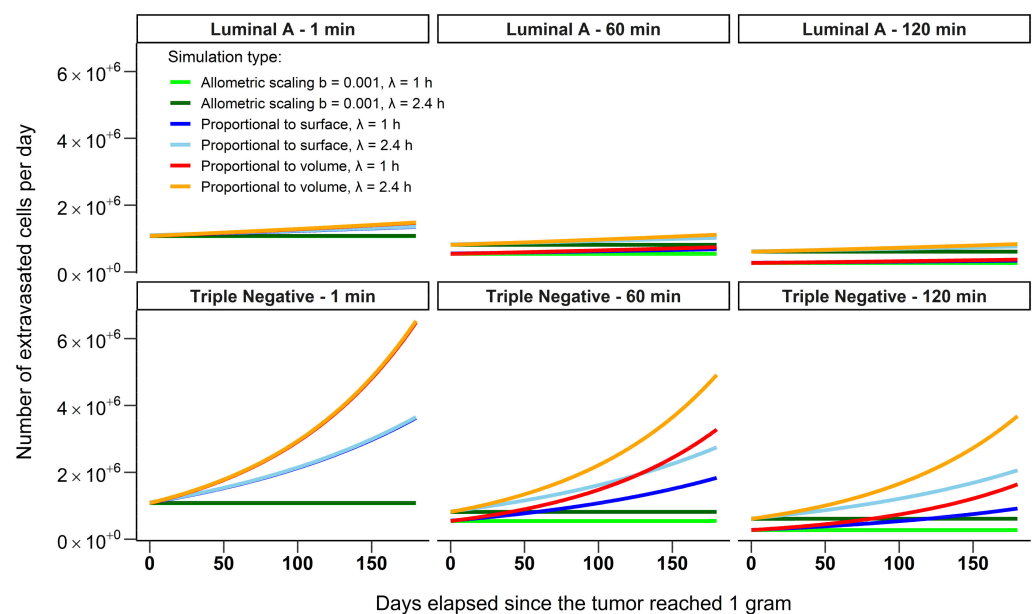 Luminal A - 1 min
Luminal A - 60 min
Luminal A - 120 min
Number of extravasated cells per day
6 × 10⁺⁶
4 × 10⁺⁶
2 × 10⁺⁶
0 × 10⁺⁰
Simulation type:
Allometric scaling b = 0.001, λ = 1 h
Allometric scaling b = 0.001, λ = 2.4 h
Proportional to surface, λ = 1 h
Proportional to surface, λ = 2.4 h
Proportional to volume, λ = 1 h
Proportional to volume, λ = 2.4 h
Triple Negative - 1 min
Triple Negative - 60 min
Triple Negative - 120 min
6 × 10⁺⁶
4 × 10⁺⁶
2 × 10⁺⁶
0 × 10⁺⁰
0 50 100 150
0 50 100 150
0 50 100 150
Days elapsed since the tumor reached 1 gram